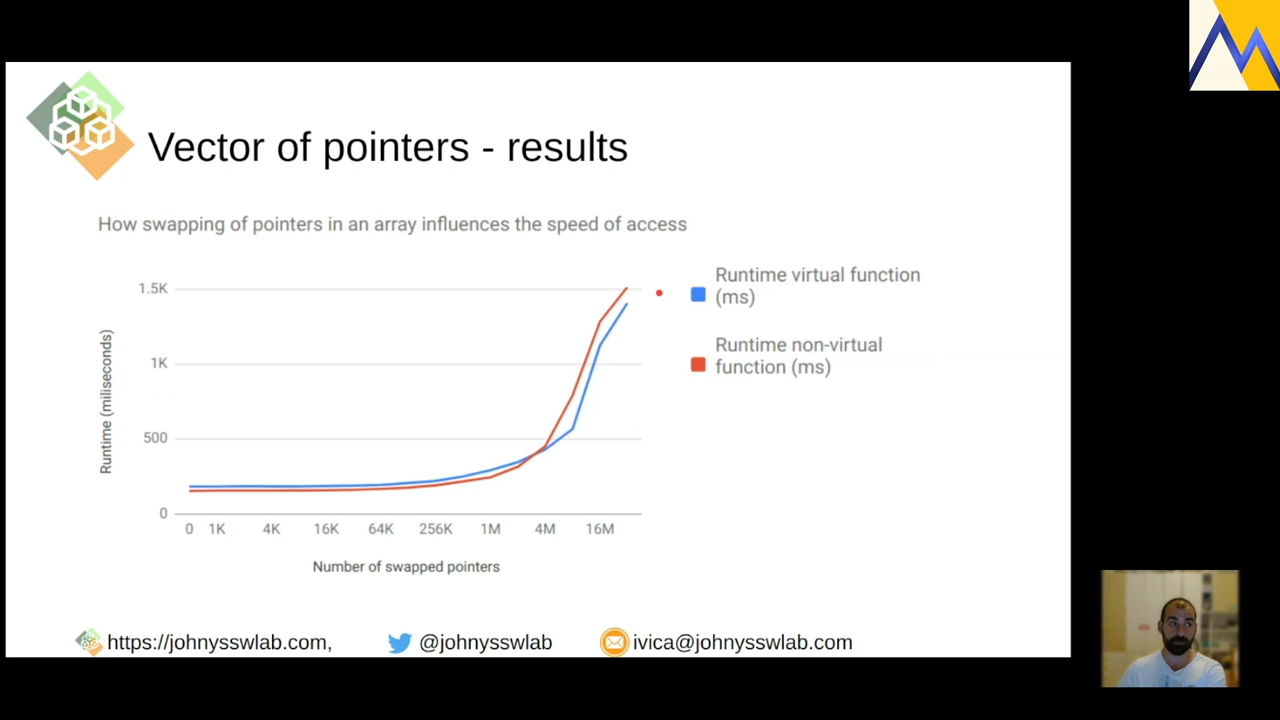 Vector of pointers - results
How swapping of pointers in an array influences the speed of access
Runtime virtual function
(ms)
Runtime non-virtual
function (ms)
Runtime (miliseconds)
1.5K
1K
500
0
0 1K 4K 16K 64K 256K 1M 4M 16M
Number of swapped pointers
https://johnysswlab.com, @johnysswlab ivica@johnysswlab.com